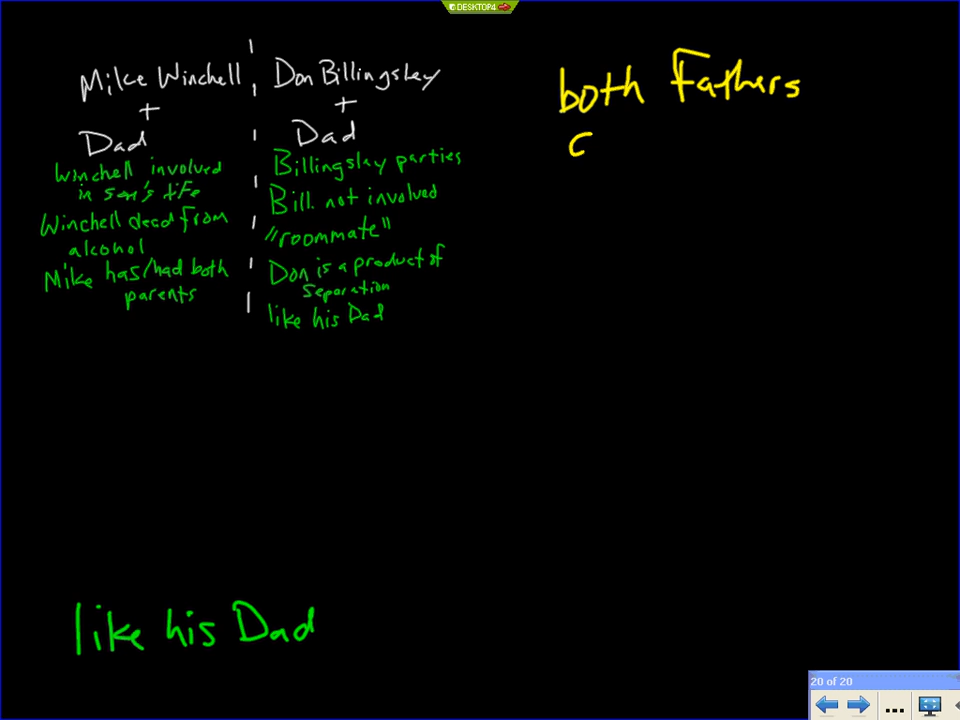 DESKTOP4
Mike Winchell
+
Dad
Winchell involved
in son's life
Winchell dead from
alcohol
Mike has/had both
parents
Don Billingsley
+
Dad
Billingslay parties
Bill. not involved
"roommate"
Don is a product of
separation
like his Dad
both Fathers
c
like his Dad
20 of 20
...